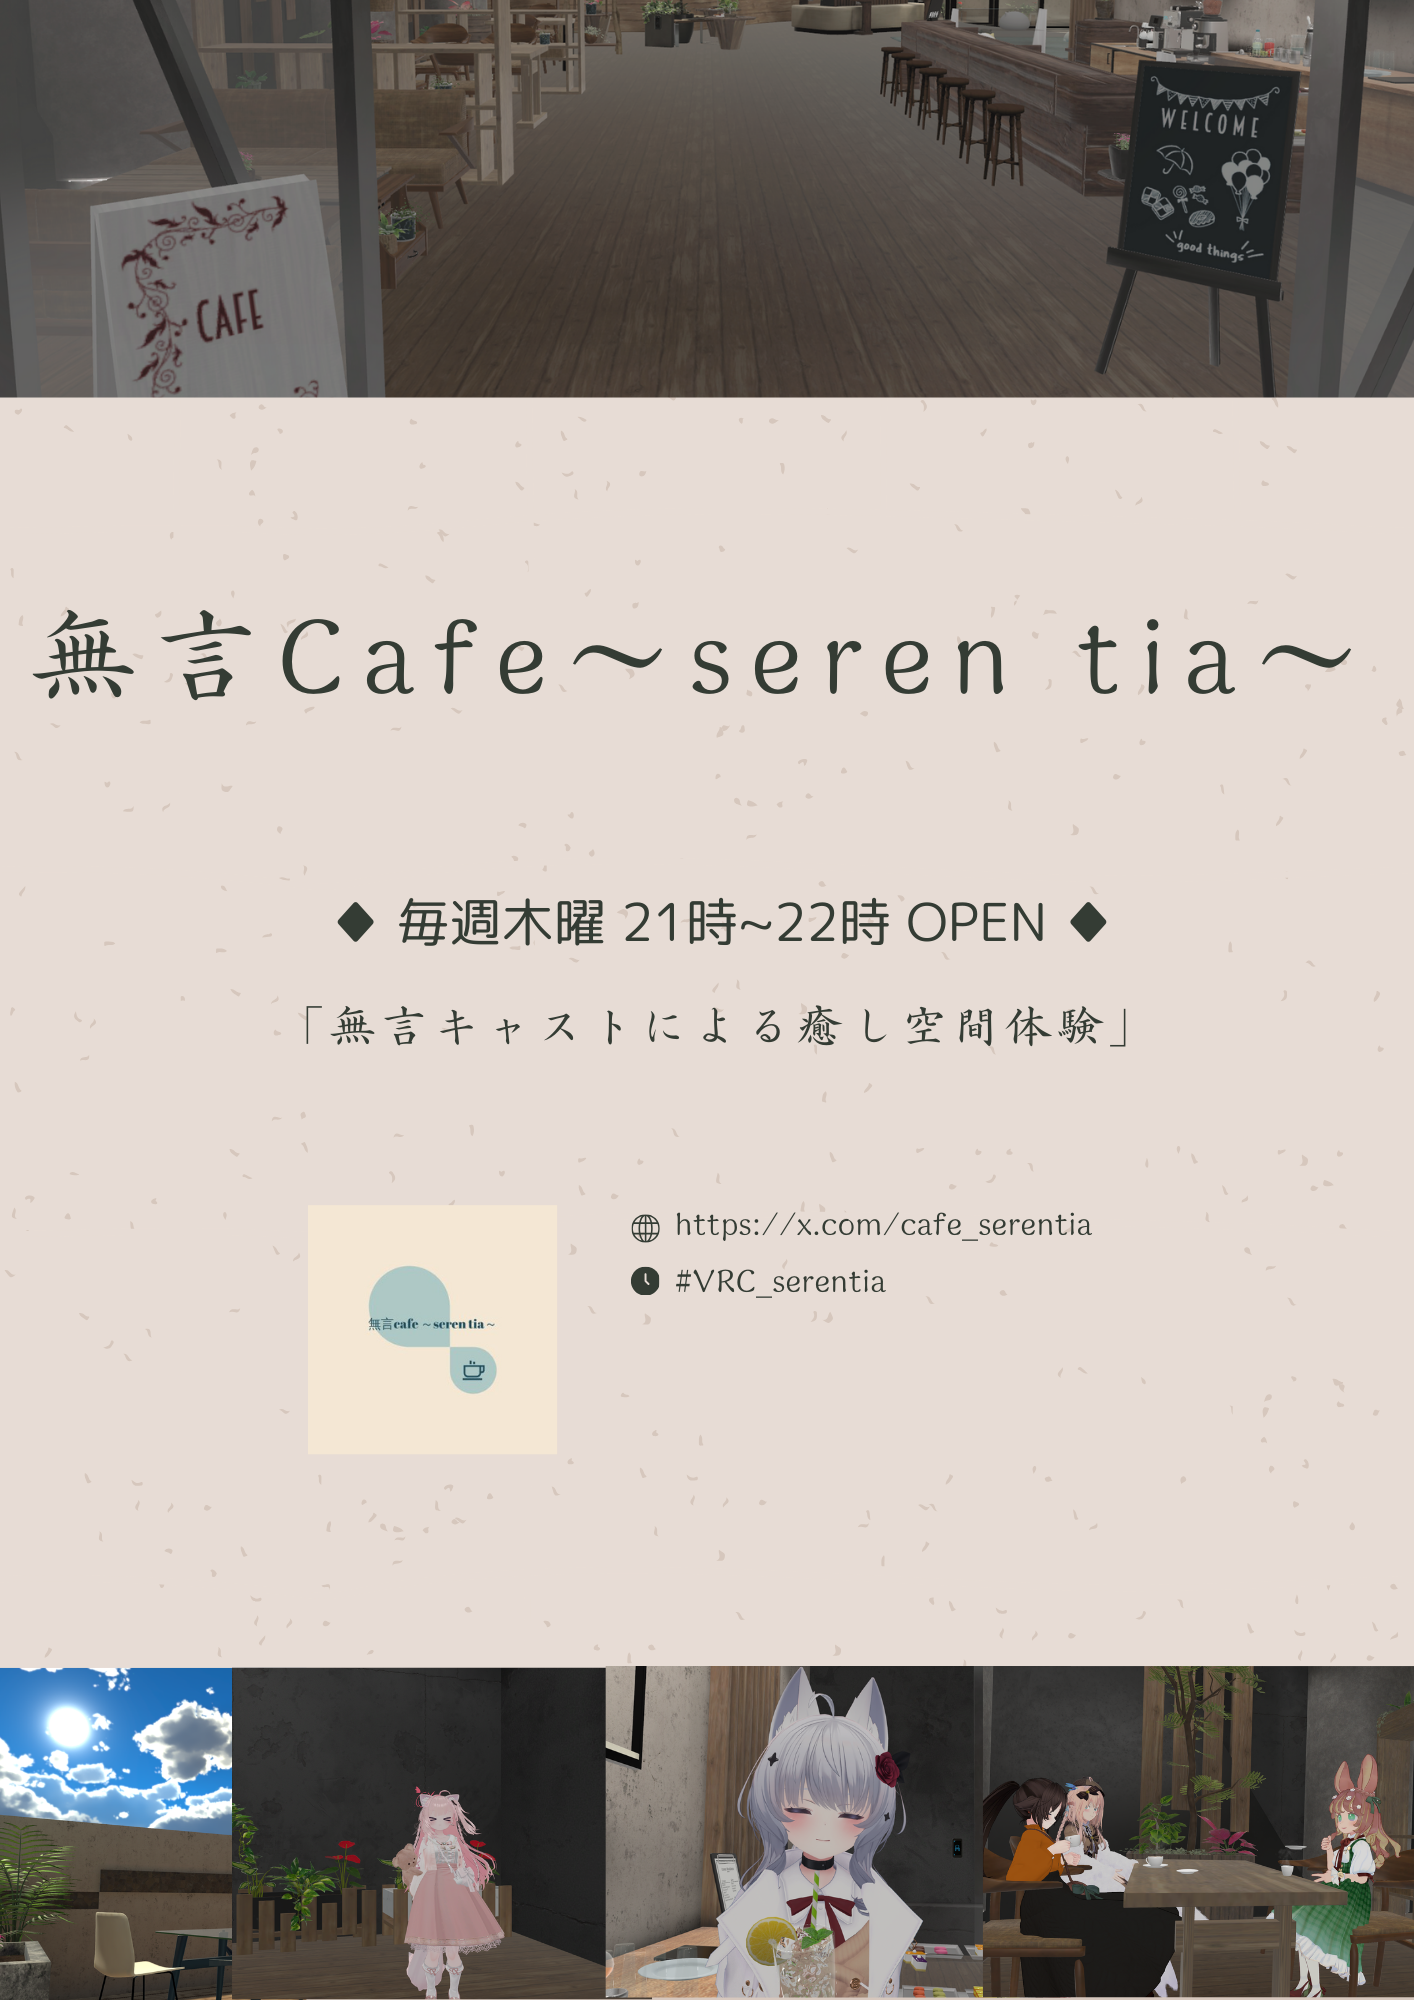 WELCOME
good things
CAFE
無言Cafe～seren tia～
◆ 毎週木曜 21時~22時 OPEN ◆
「無言キャストによる癒し空間体験」
https://x.com/cafe_serentia
#VRC_serentia
無言cafe ～seren tia～